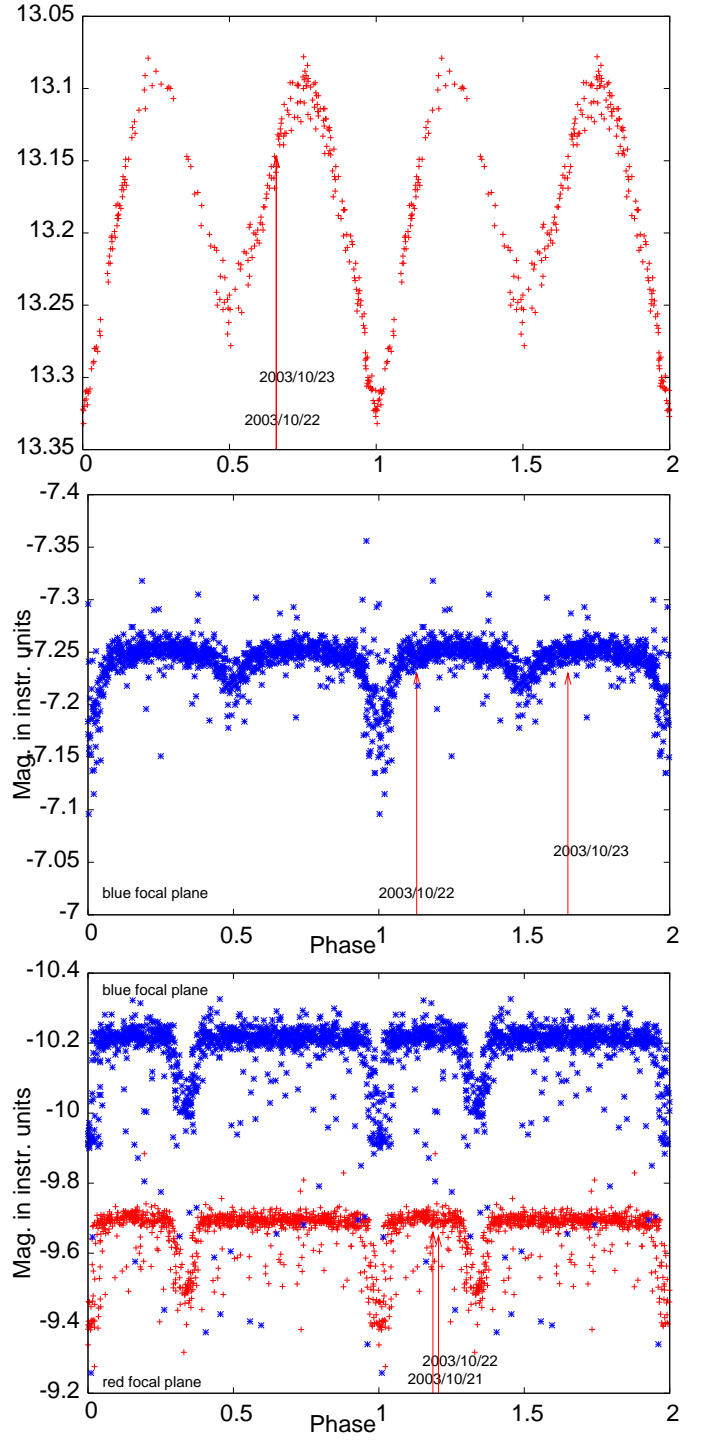 13.05
13.1
13.15
13.2
13.25
13.3
13.35
2003/10/23
2003/10/22
0 0.5 1 1.5 2
-7.4
-7.35
-7.3
-7.25
-7.2
-7.15
-7.1
-7.05
-7
Mag. in instr. units
2003/10/23
blue focal plane
2003/10/22
0 0.5 1 1.5 2
Phase
-10.4
-10.2
-10
-9.8
-9.6
-9.4
-9.2
Mag. in instr. units
blue focal plane
2003/10/22
2003/10/21
red focal plane
0 0.5 1 1.5 2
Phase